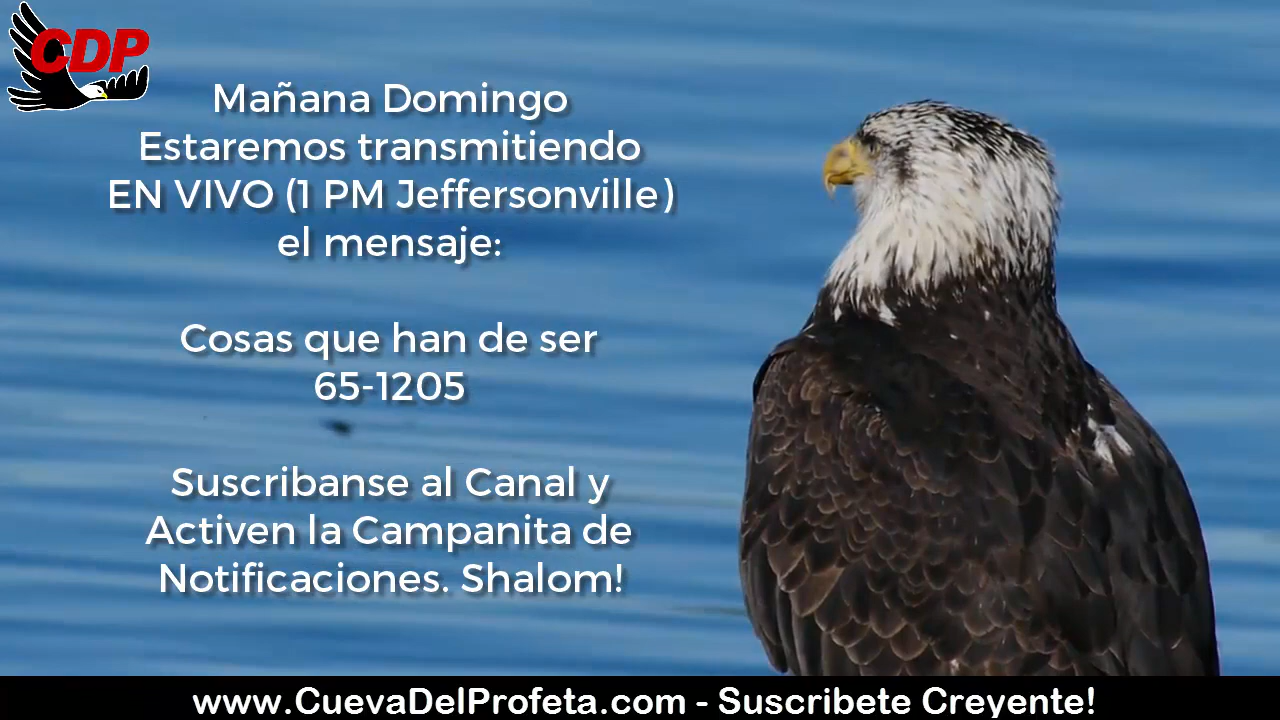 CDP
Mañana Domingo
Estaremos transmitiendo
EN VIVO (1 PM Jeffersonville)
el mensaje:
Cosas que han de ser
65-1205
Suscribanse al Canal y
Activen la Campanita de
Notificaciones. Shalom!
www.CuevaDelProfeta.com - Suscribete Creyente!